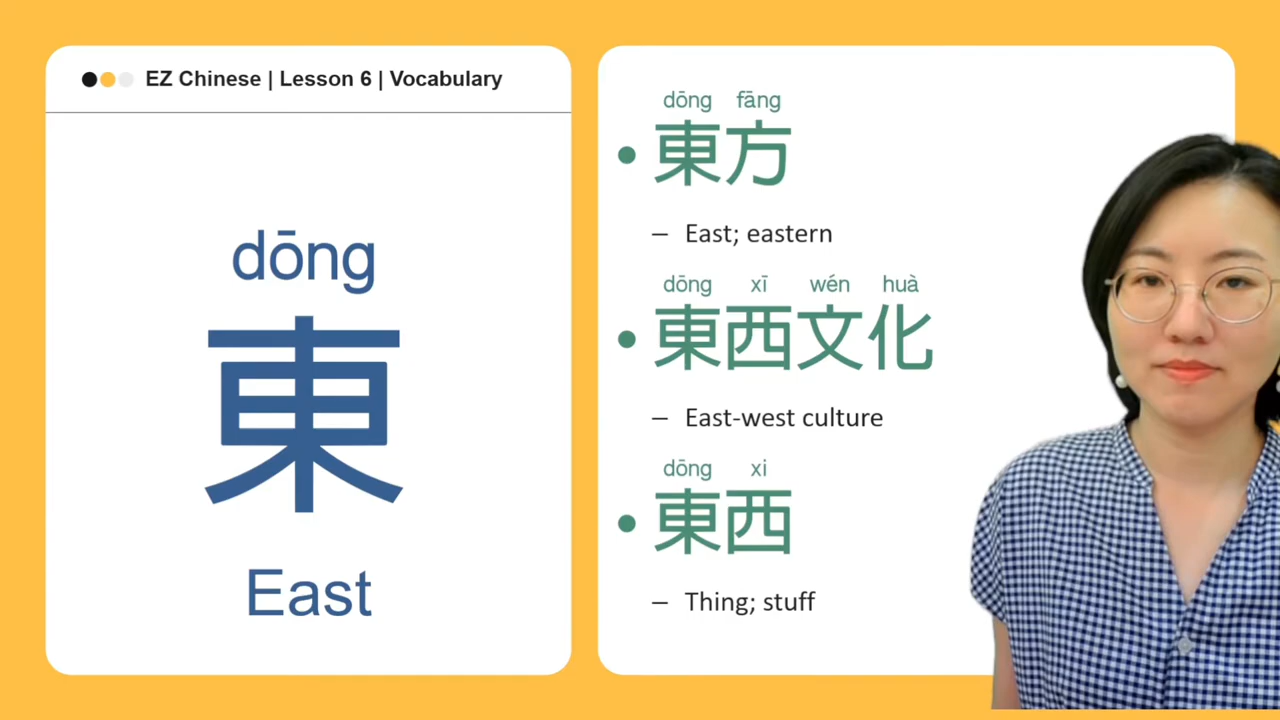 EZ Chinese | Lesson 6 | Vocabulary
dōng
東
East
dōng fāng
• 東方
– East; eastern
dōng xī wén huà
• 東西文化
– East-west culture
dōng xi
• 東西
– Thing; stuff